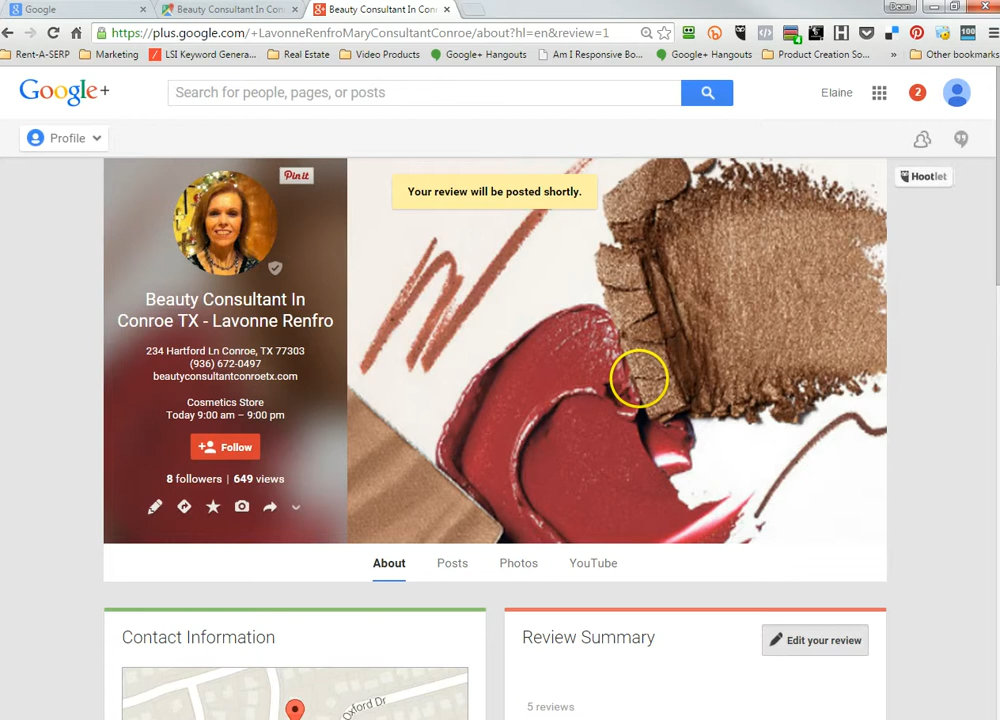 Google
Beauty Consultant In Con
Beauty Consultant In Con
Dean
https://plus.google.com/+LavonneRenfroMaryConsultantConroe/about?hl=en&review=1
Rent-A-SERP
Marketing
LSI Keyword Genera...
Real Estate
Video Products
Google+ Hangouts
Am I Responsive Bo...
Google+ Hangouts
Product Creation So...
»
Other bookmarks
Google+
Search for people, pages, or posts
Elaine
2
Profile
Hootlet
Pin it
Your review will be posted shortly.
Beauty Consultant In
Conroe TX - Lavonne Renfro
234 Hartford Ln Conroe, TX 77303
(936) 672-0497
beautyconsultantconroetx.com
Cosmetics Store
Today 9:00 am – 9:00 pm
Follow
8 followers | 649 views
About Posts Photos YouTube
Contact Information
Review Summary
Edit your review
5 reviews
Oxford Dr